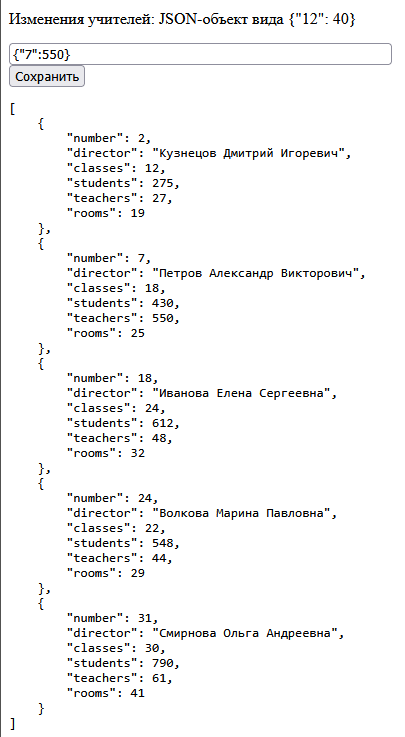 Изменения учителей: JSON-объект вида {"12": 40}
{"7":550}
Сохранить
[
    {
        "number": 2,
        "director": "Кузнецов Дмитрий Игоревич",
        "classes": 12,
        "students": 275,
        "teachers": 27,
        "rooms": 19
    },
    {
        "number": 7,
        "director": "Петров Александр Викторович",
        "classes": 18,
        "students": 430,
        "teachers": 550,
        "rooms": 25
    },
    {
        "number": 18,
        "director": "Иванова Елена Сергеевна",
        "classes": 24,
        "students": 612,
        "teachers": 48,
        "rooms": 32
    },
    {
        "number": 24,
        "director": "Волкова Марина Павловна",
        "classes": 22,
        "students": 548,
        "teachers": 44,
        "rooms": 29
    },
    {
        "number": 31,
        "director": "Смирнова Ольга Андреевна",
        "classes": 30,
        "students": 790,
        "teachers": 61,
        "rooms": 41
    }
]